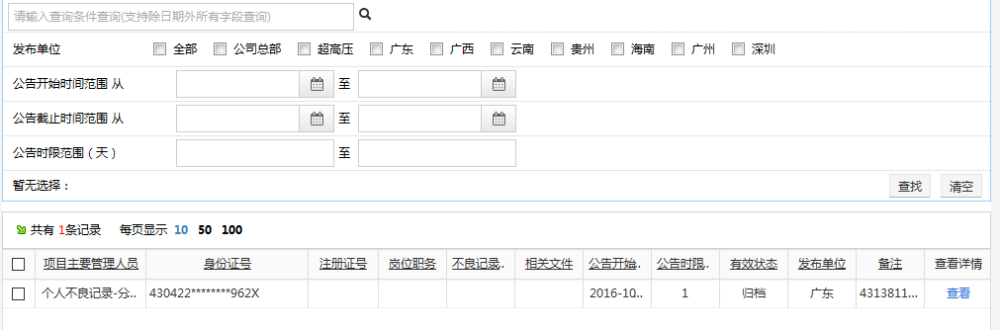 请输入查询条件查询(支持除日期外所有字段查询)
发布单位 全部 公司总部 超高压 广东 广西 云南 贵州 海南 广州 深圳
公告开始时间范围 从 至
公告截止时间范围 从 至
公告时限范围（天） 至
暂无选择： 查找 清空
共有 1条记录 每页显示 10 50 100
项目主要管理人员 身份证号 注册证号 岗位职务 不良记录.. 相关文件 公告开始.. 公告时限.. 有效状态 发布单位 备注 查看详情
个人不良记录-分... 430422********962X 2016-10... 1 归档 广东 4313811... 查看